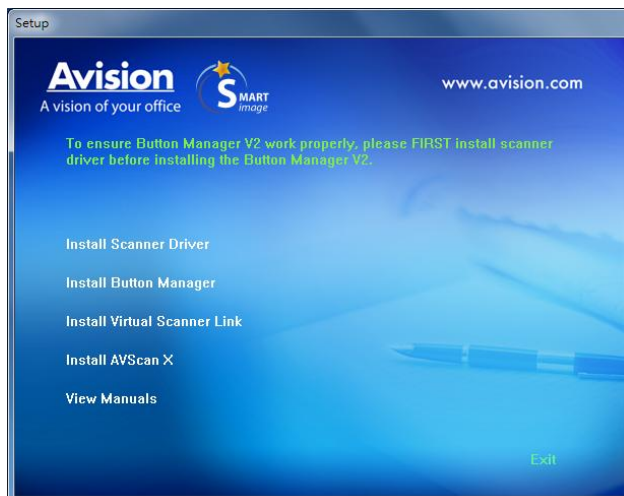 Setup
Avision
A vision of your office
SMART
image
www.avision.com
To ensure Button Manager V2 work properly, please FIRST install scanner
driver before installing the Button Manager V2.
Install Scanner Driver
Install Button Manager
Install Virtual Scanner Link
Install AVScan X
View Manuals
Exit